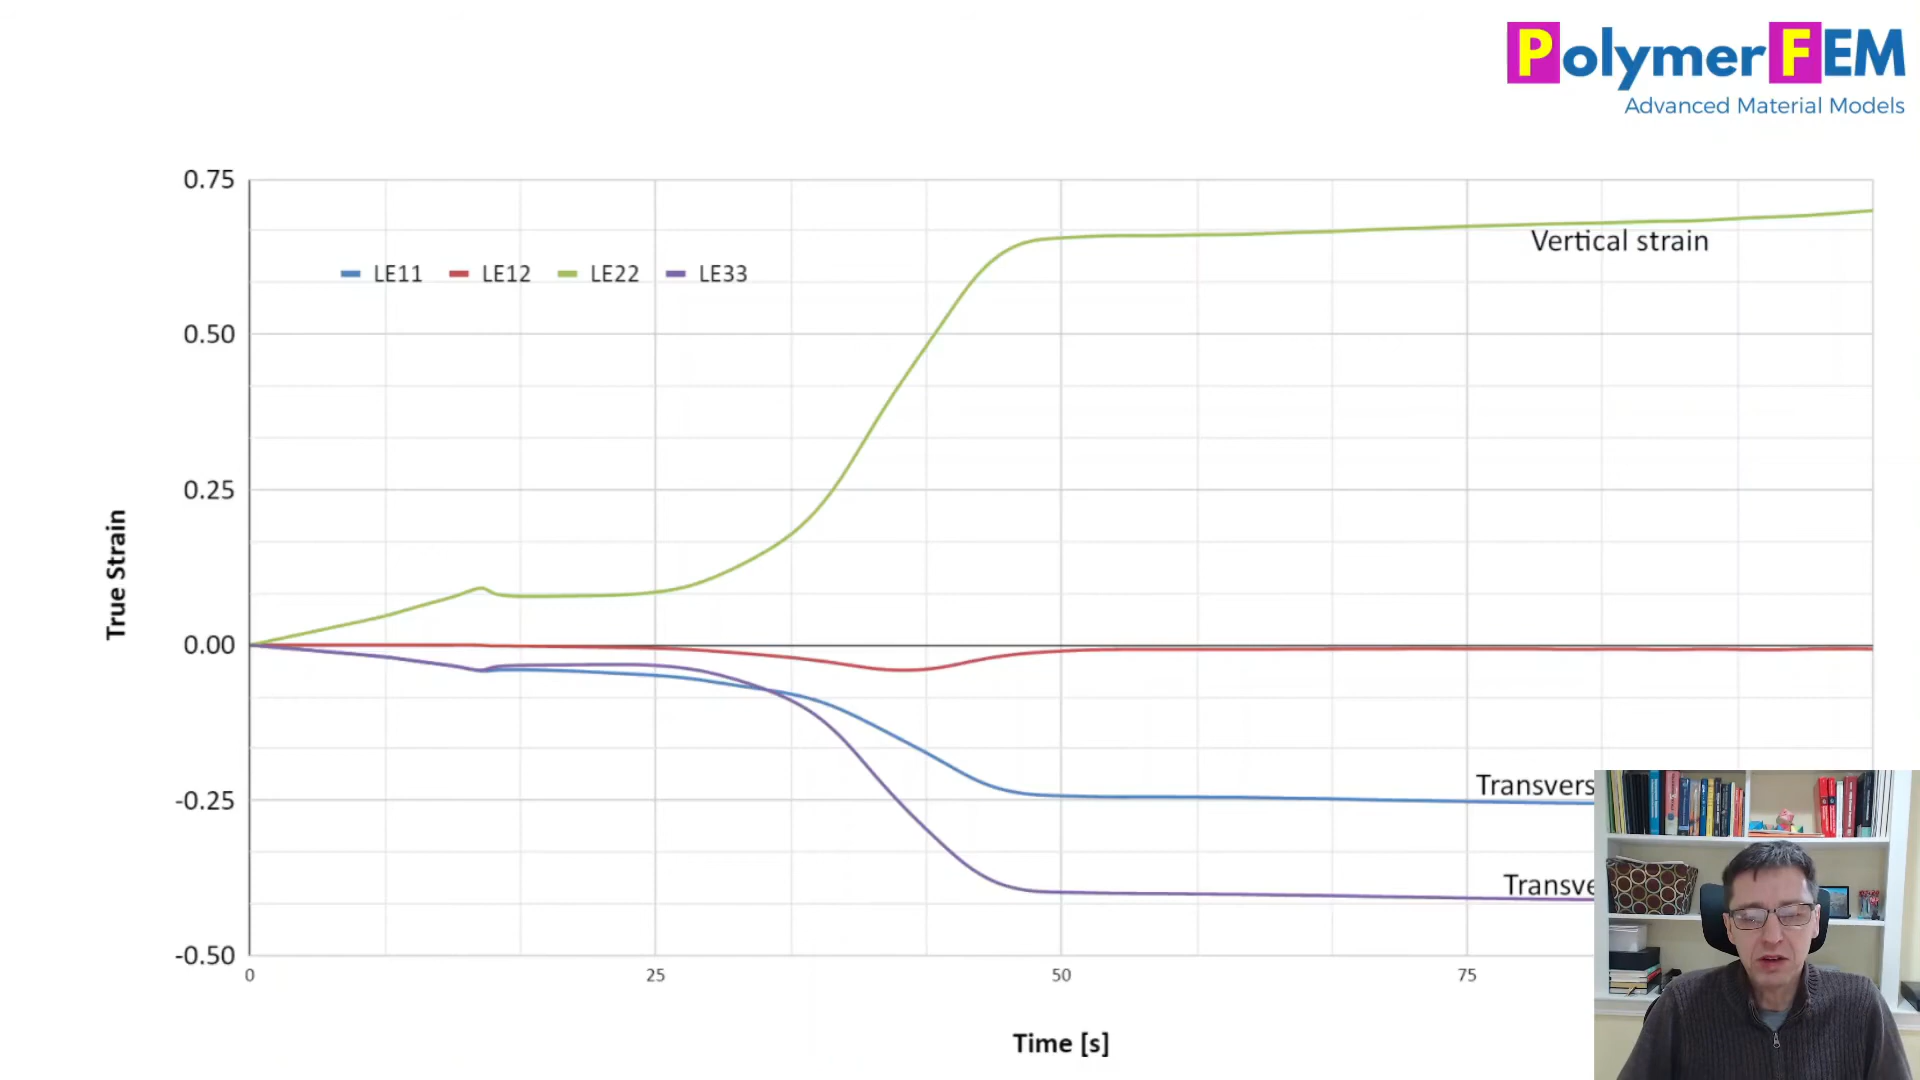 PolymerFEM
Advanced Material Models
0.75
Vertical strain
LE11 LE12 LE22 LE33
0.50
0.25
True Strain
0.00
Transvers
-0.25
Transve
-0.50
0 25 50 75
Time [s]